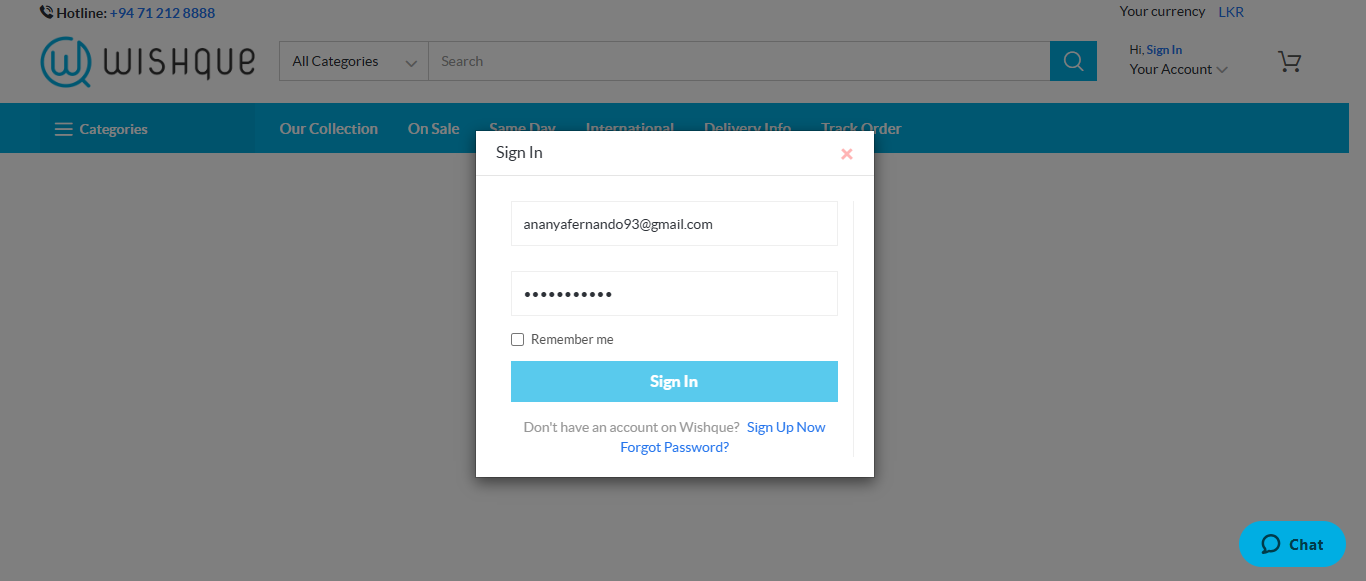 Hotline: +94 71 212 8888
Your currency LKR
WISHQUE
All Categories
Search
Hi, Sign In
Your Account
Categories
Our Collection
On Sale
Same Day
International
Delivery Info
Track Order
Sign In
ananyafernando93@gmail.com
•••••••••••
Remember me
Sign In
Don't have an account on Wishque? Sign Up Now
Forgot Password?
Chat